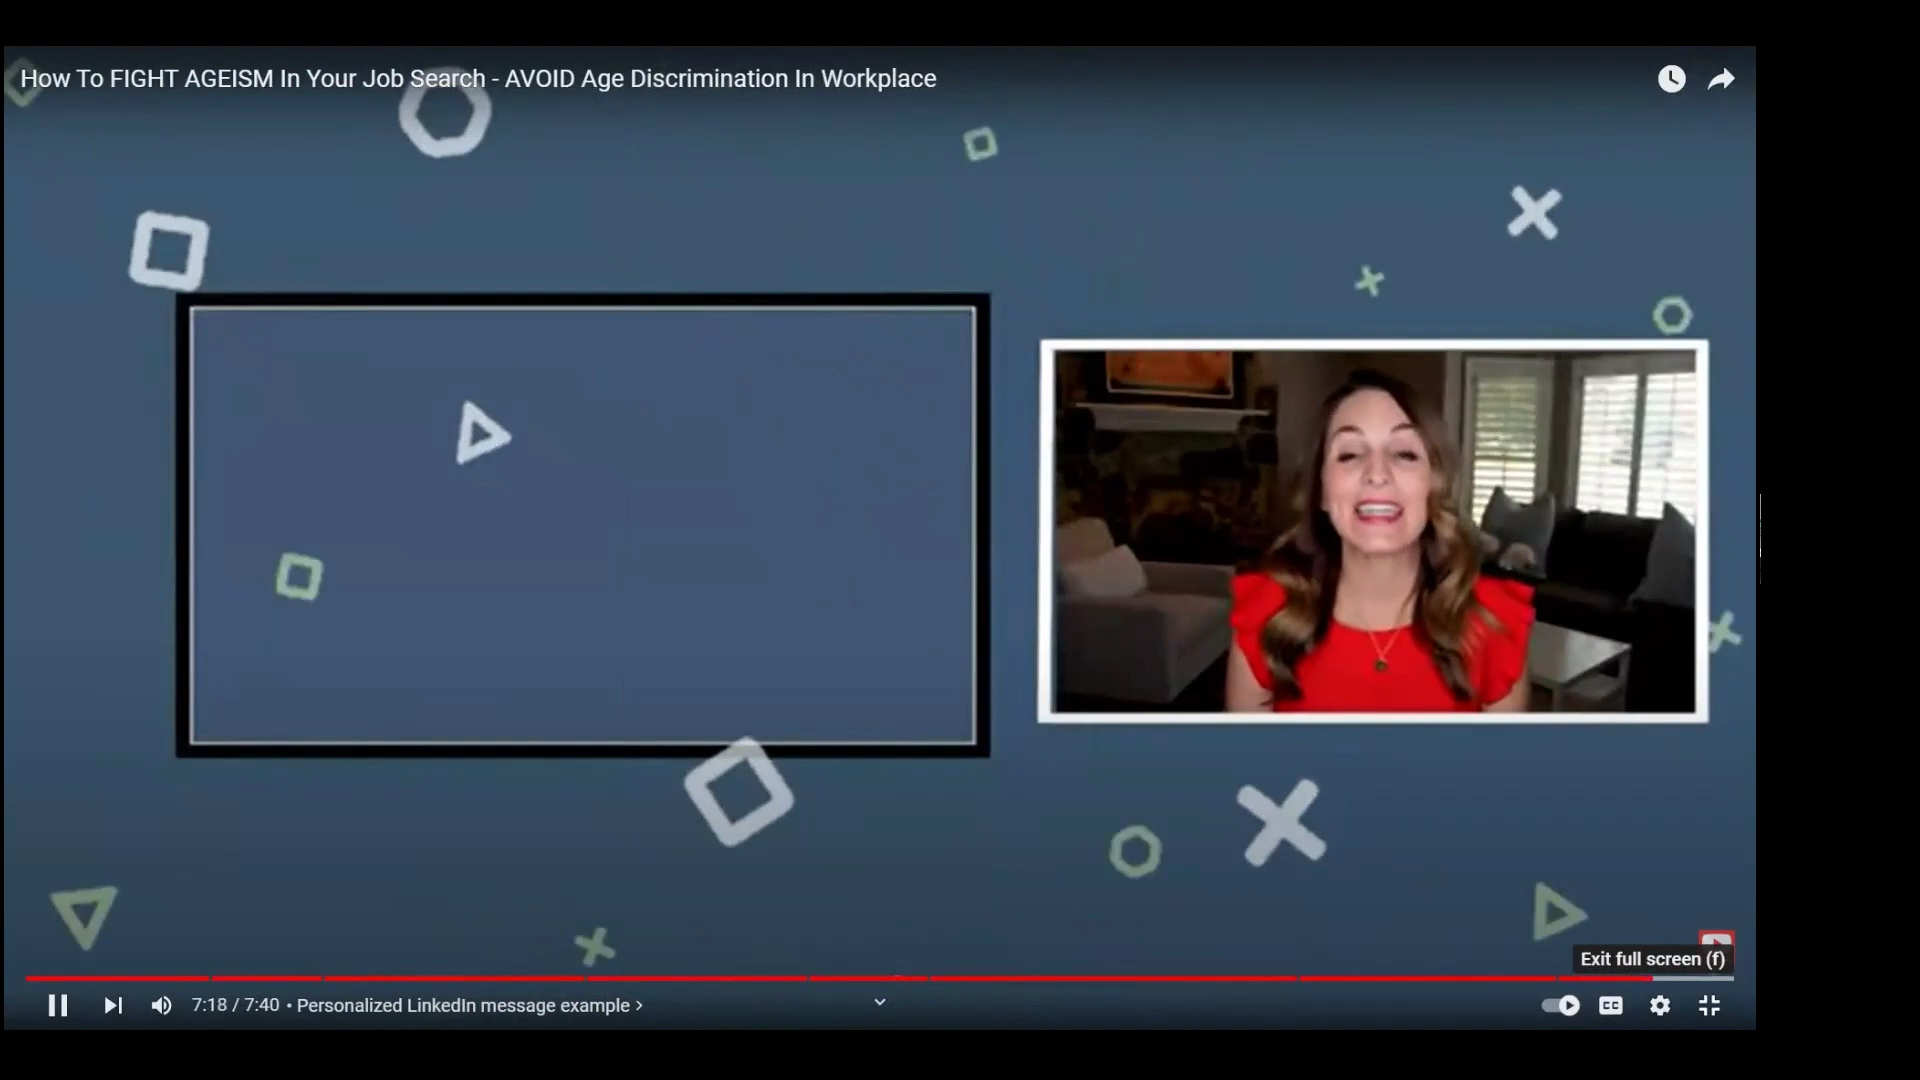 How To FIGHT AGEISM In Your Job Search - AVOID Age Discrimination In Workplace
Exit full screen (f)
7:18 / 7:40 • Personalized LinkedIn message example >
CC